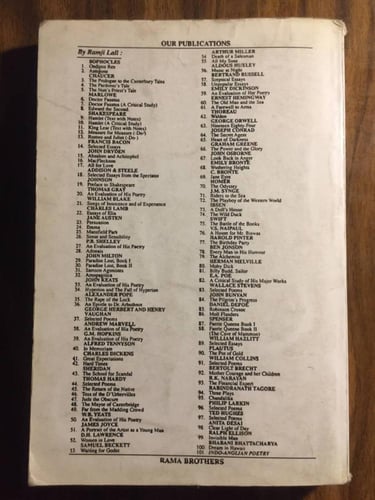 OUR PUBLICATIONS
By Ramji Lall :
SOPHOCLES
1. Oedipus Rex
2. Antigone
CHAUCER
3. The Prologue to the Canterbury Tales
4. The Pardoner's Tale
5. The Nun's Priest's Tale
MARLOWE
6. Doctor Faustus
7. Doctor Faustus (A Critical Study)
8. Edward the Second
SHAKESPEARE
9. Hamlet (Text with Notes)
10. Hamlet (A Critical Study)
11. King Lear (Text with Notes)
12. Measure for Measure ( Do )
13. Romeo and Juliet ( Do )
FRANCIS BACON
14. Selected Essays
JOHN DRYDEN
15. Absalom and Achitophel
16. MacFlecknoe
17. All for Love
ADDISON & STEELE
18. Selected Essays from the Spectator
JOHNSON
19. Preface to Shakespeare
THOMAS GRAY
20. An Evaluation of His Poetry
WILLIAM BLAKE
21. Songs of Innocence and of Experience
CHARLES LAMB
22. Essays of Elia
JANE AUSTEN
23. Persuasion
24. Emma
25. Mansfield Park
26. Sense and Sensibility
P.B. SHELLEY
27. An Evaluation of His Poetry
28. Adonais
JOHN MILTON
29. Paradise Lost, Book I
30. Paradise Lost, Book II
31. Samson Agonistes
32. Areopagitica
JOHN KEATS
33. An Evaluation of His Poetry
34. Hyperion and The Fall of Hyperion
ALEXANDER POPE
35. The Rape of the Lock
36. An Epistle to Dr. Arbuthnot
GEORGE HERBERT AND HENRY
VAUGHAN
37. Selected Poems
ANDREW MARVELL
38. An Evaluation of His Poetry
G.M. HOPKINS
39. An Evaluation of His Poetry
ALFRED TENNYSON
40. In Memoriam
CHARLES DICKENS
41. Great Expectations
42. Hard Times
SHERIDAN
43. The School for Scandal
THOMAS HARDY
44. Selected Poems
45. The Return of the Native
46. Tess of the D'Urbervilles
47. Jude the Obscure
48. The Mayor of Casterbridge
49. Far from the Madding Crowd
W.B. YEATS
50. An Evaluation of His Poetry
JAMES JOYCE
51. A Portrait of the Artist as a Young Man
D.H. LAWRENCE
52. Women in Love
SAMUEL BECKETT
53. Waiting for Godot
ARTHUR MILLER
54. Death of a Salesman
55. All My Sons
ALDOUS HUXLEY
56. Music at Night
BERTRAND RUSSELL
57. Sceptical Essays
58. Unpopular Essays
EMILY DICKINSON
59. An Evaluation of Her Poetry
ERNEST HEMINGWAY
60. The Old Man and the Sea
61. A Farewell to Arms
THOREAU
62. Walden
GEORGE ORWELL
63. Nineteen Eighty-Four
JOSEPH CONRAD
64. The Secret Agent
65. Heart of Darkness
GRAHAM GREENE
66. The Power and the Glory
JOHN OSBORNE
67. Look Back in Anger
EMILY BRONTE
68. Wuthering Heights
C. BRONTE
69. Jane Eyre
HOMER
70. The Odyssey
J.M. SYNGE
71. Riders to the Sea
72. The Playboy of the Western World
IBSEN
73. A Doll's House
74. The Wild Duck
SWIFT
75. The Battle of the Books
VS. NAIPAUL
76. A House for Mr. Biswas
HAROLD PINTER
77. The Birthday Party
BEN JONSON
78. Every Man in His Humour
79. The Alchemist
HERMAN MELVILLE
80. Moby Dick
81. Billy Budd, Sailor
E.A. POE
82. A Critical Study of His Major Works
WALLACE STEVENS
83. Selected Poems
JOHN BUNYAN
84. The Pilgrim's Progress
DANIEL DEFOE
85. Robinson Crusoe
86. Moll Flanders
SPENSER
87. Faerie Queene Book I
88. Faerie Queene Book II
(The Cave of Mammon)
WILLIAM HAZLITT
89. Selected Essays
PLAUTUS
90. The Pot of Gold
WILLIAM COLLINS
91. Selected Poems
BERTOLT BRECHT
92. Mother Courage and her Children
R.K. NARAYAN
93. The Financial Expert
RABINDRANATH TAGORE
94. Three Plays
95. Chandalika
PHILIP LARKIN
96. Selected Poems
TED HUGHES
97. Selected Poems
ANITA DESAI
98. Clear Light of Day
RALPH ELLISON
99. Invisible Man
BHABANI BHATTACHARYA
100. Dream in Hawaii
101. INDO-ANGLIAN POETRY
RAMA BROTHERS